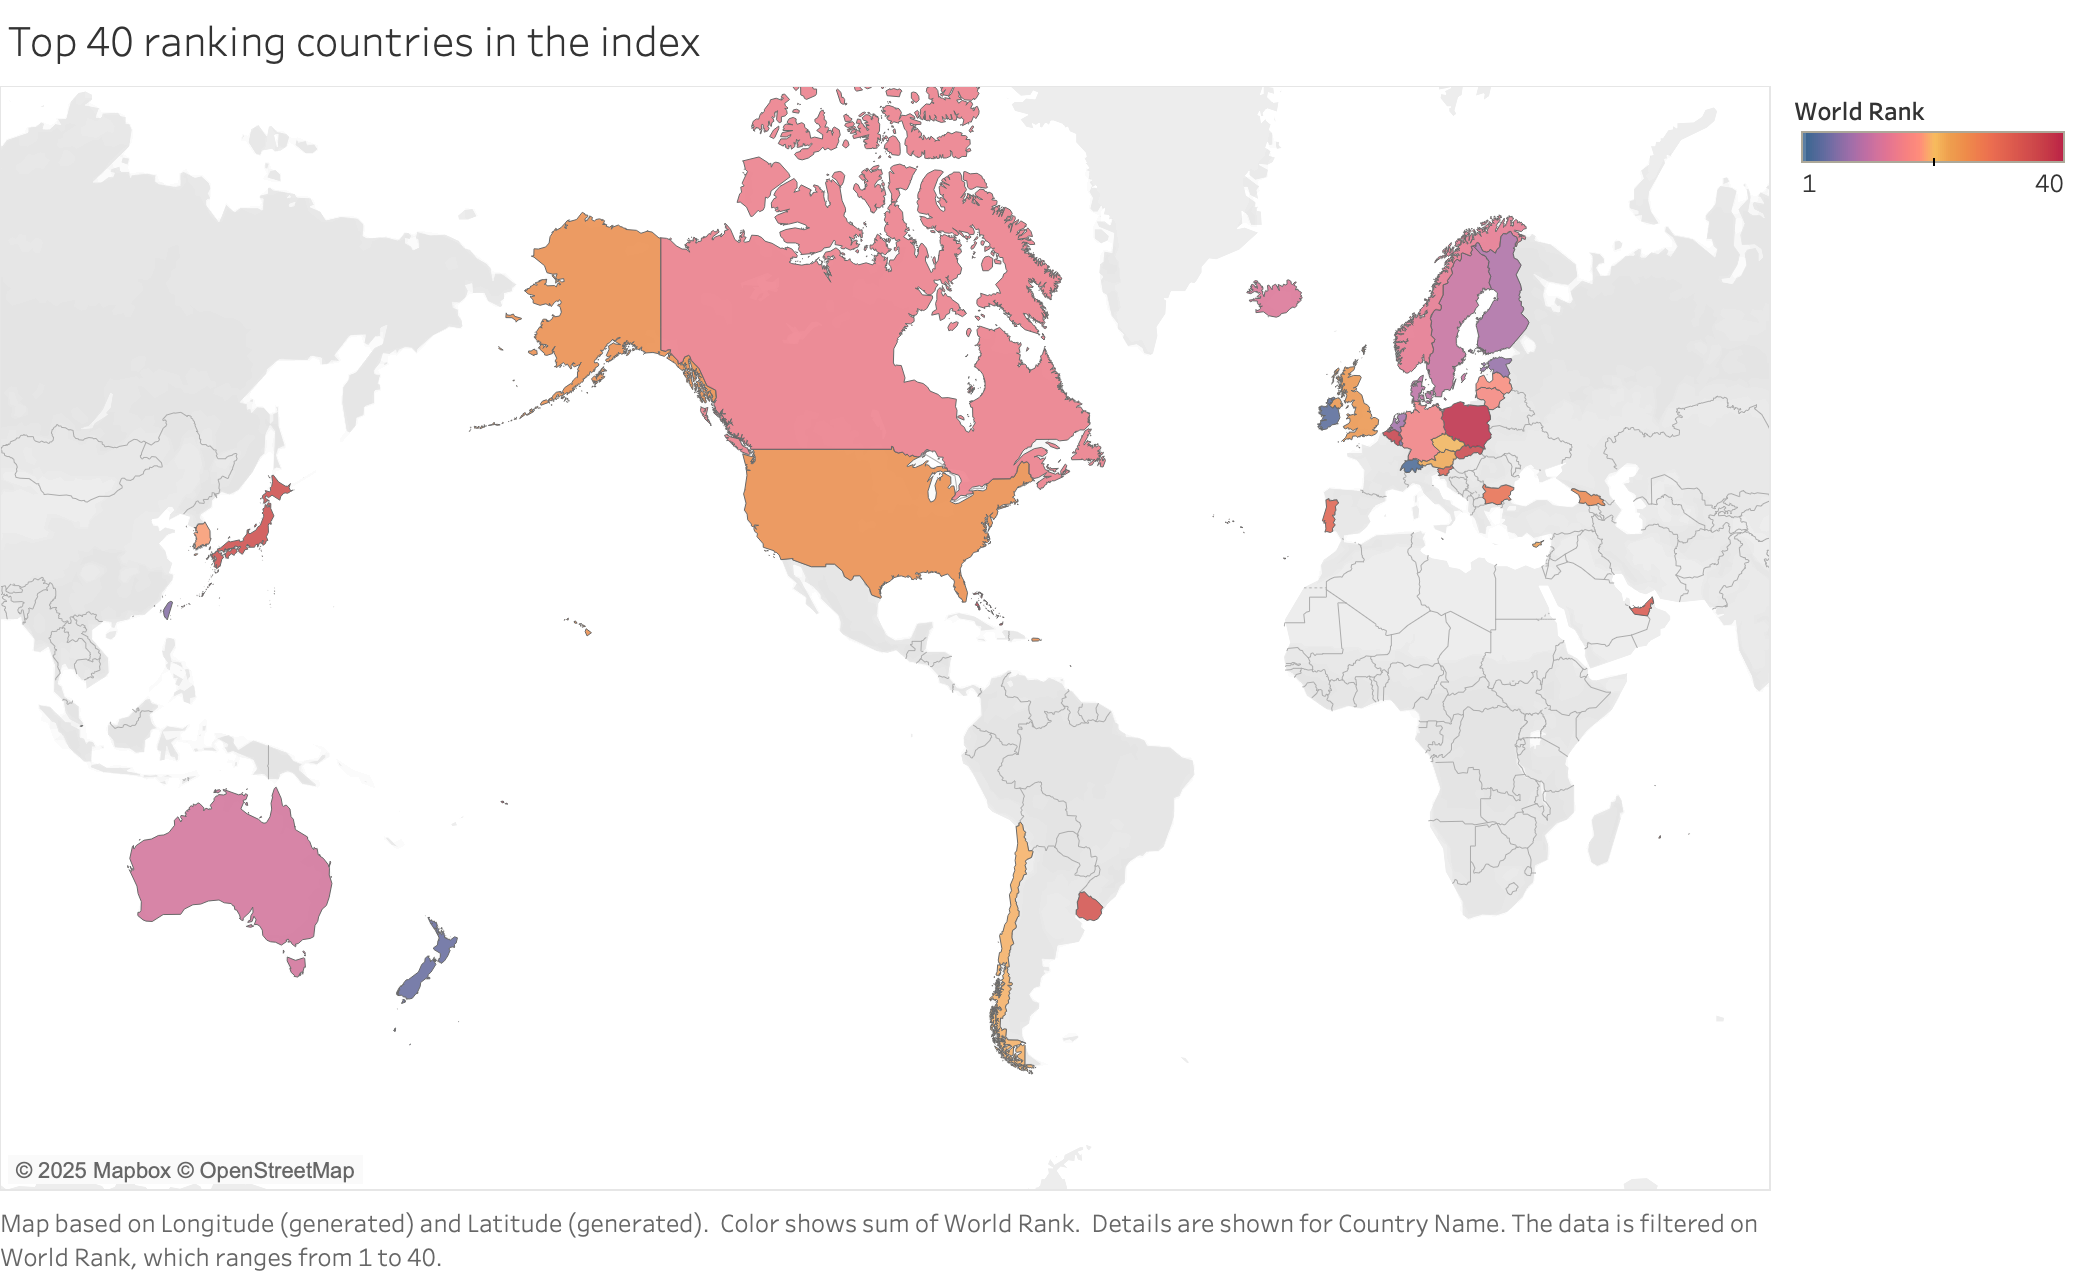 Top 40 ranking countries in the index
World Rank
1 40
© 2025 Mapbox © OpenStreetMap
Map based on Longitude (generated) and Latitude (generated).  Color shows sum of World Rank.  Details are shown for Country Name. The data is filtered on
World Rank, which ranges from 1 to 40.